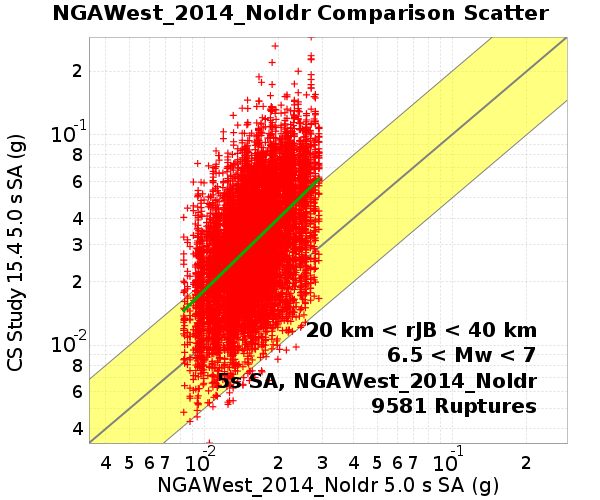 NGAWest_2014_NoIdr Comparison Scatter
CS Study 15.4 5.0 s SA (g)
2
10-1
8
6
4
3
2
10-2
8
6
4
20 km < rJB < 40 km
6.5 < Mw < 7
5s SA, NGAWest_2014_NoIdr
9581 Ruptures
4 5 6 7 10-2 2 3 4 5 6 7 10-1 2
NGAWest_2014_NoIdr 5.0 s SA (g)